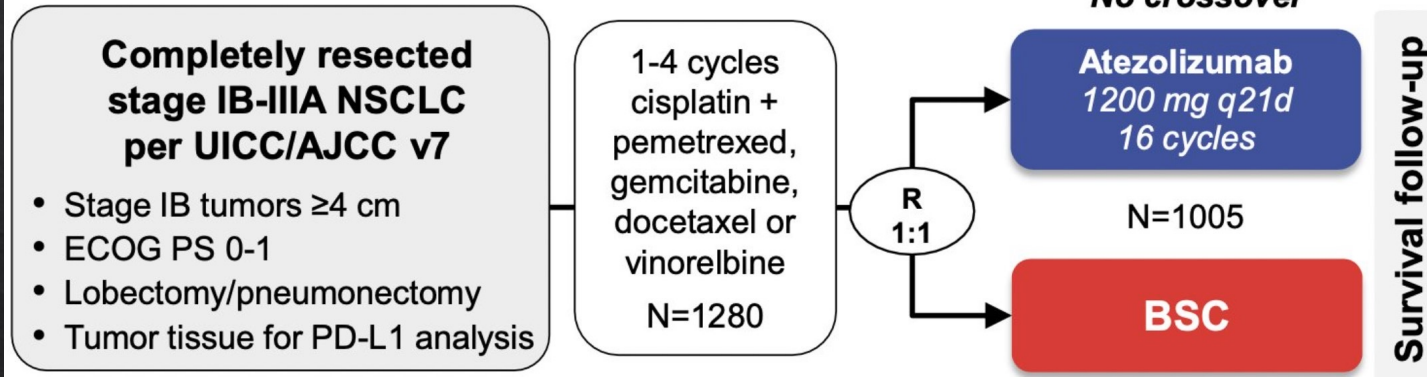 Completely resected
stage IB-IIIA NSCLC
per UICC/AJCC v7
• Stage IB tumors ≥4 cm
• ECOG PS 0-1
• Lobectomy/pneumonectomy
• Tumor tissue for PD-L1 analysis
1-4 cycles
cisplatin +
pemetrexed,
gemcitabine,
docetaxel or
vinorelbine
N=1280
R
1:1
No crossover
Atezolizumab
1200 mg q21d
16 cycles
N=1005
BSC
Survival follow-up